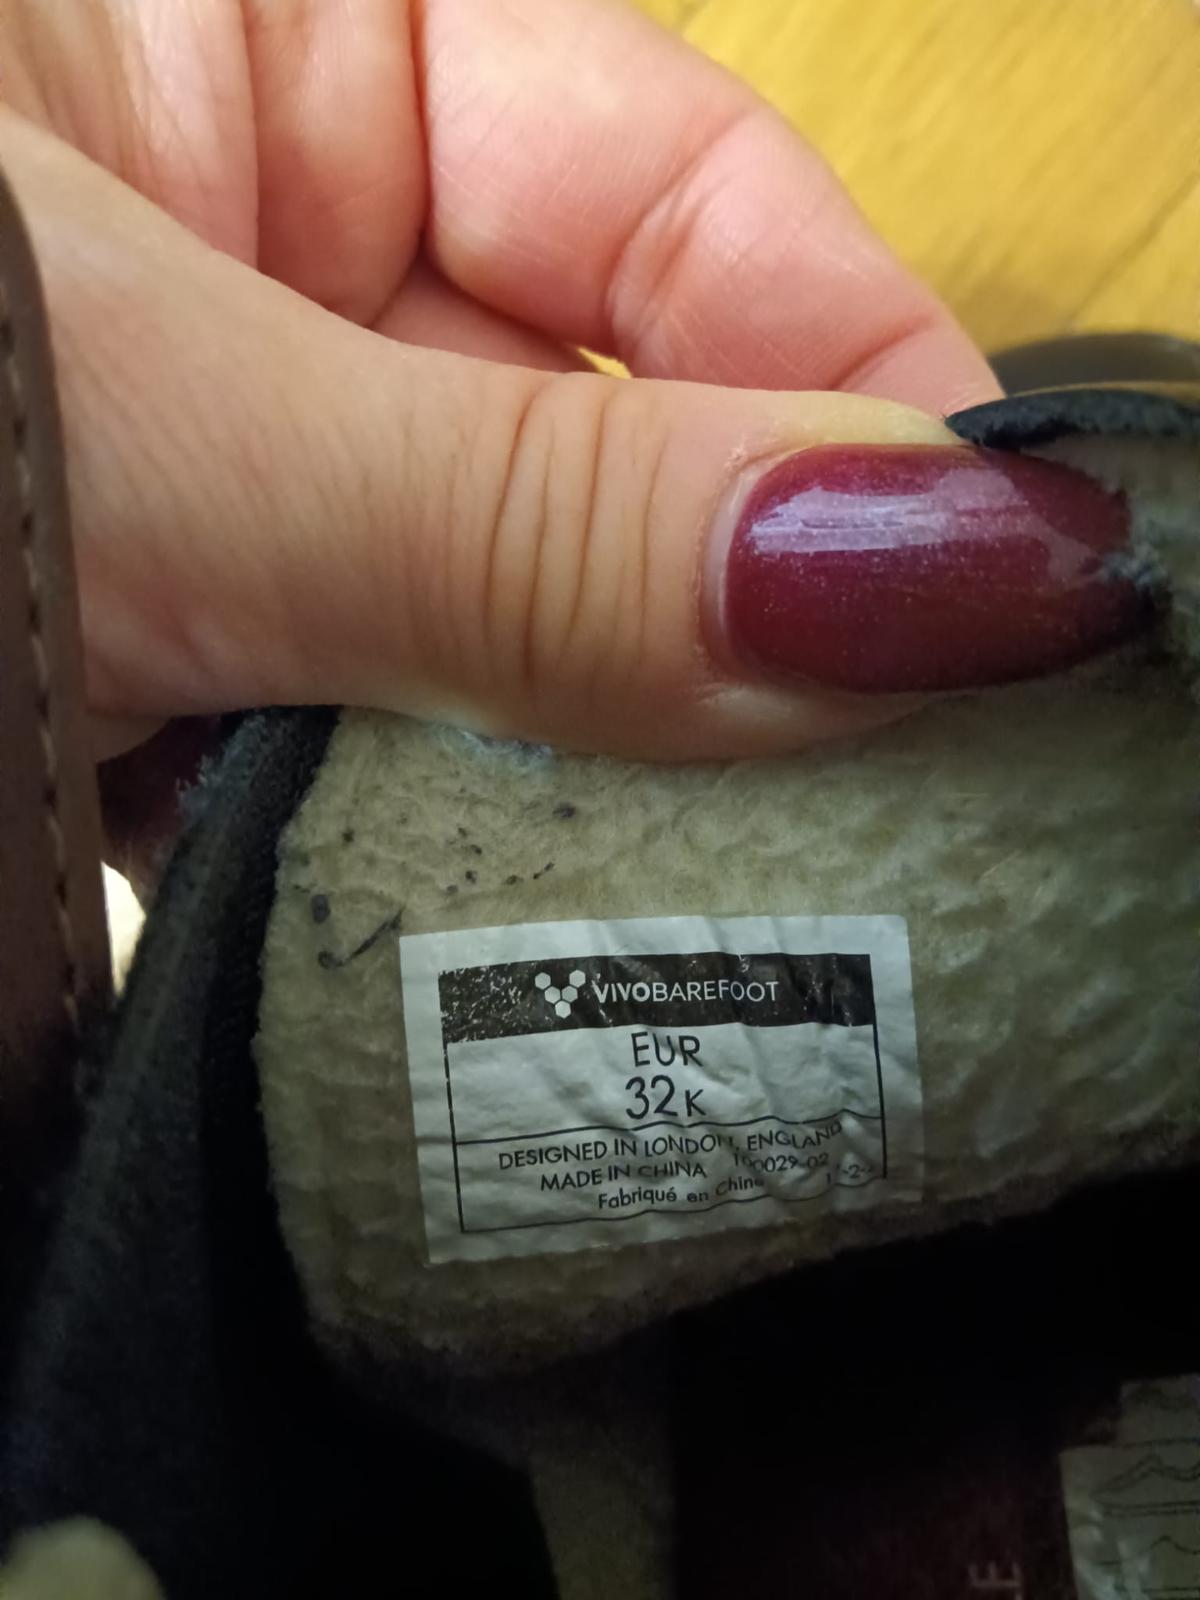 VIVOBAREFOOT
EUR
32K
DESIGNED IN LONDON, ENGLAND
MADE IN CHINA
Fabriqué en Chine